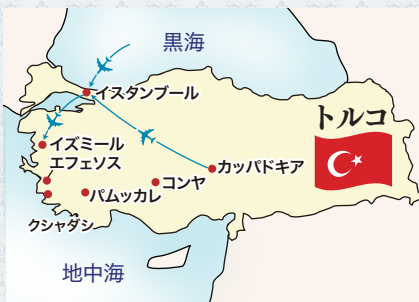 黒海
イスタンブール
トルコ
イズミール
エフェソス
カッパドキア
コンヤ
パムッカレ
クシャダシ
地中海